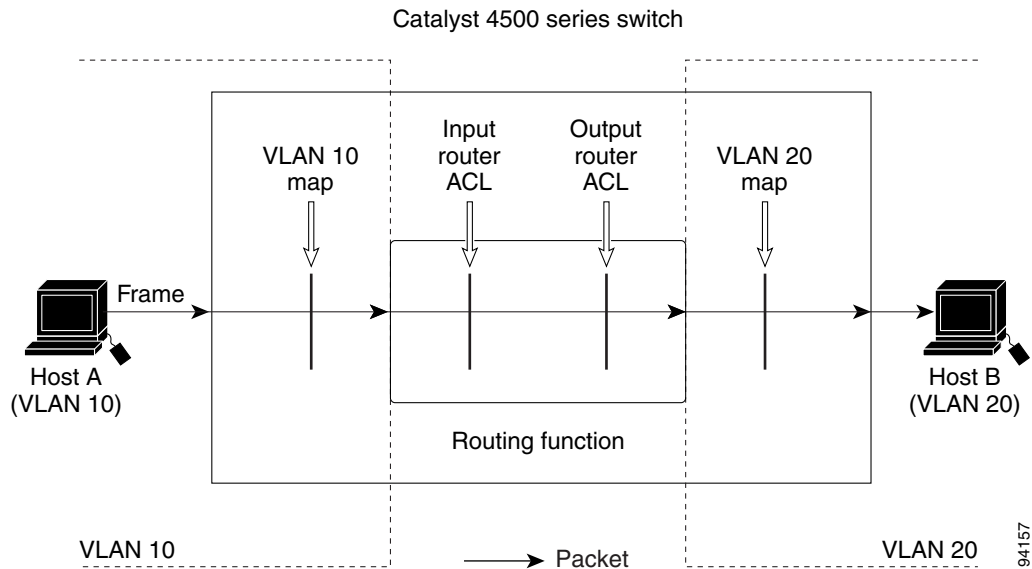 Catalyst 4500 series switch
VLAN 10
map
Input
router
ACL
Output
router
ACL
VLAN 20
map
Frame
Host A
(VLAN 10)
Host B
(VLAN 20)
Routing function
VLAN 10
Packet
VLAN 20
94157